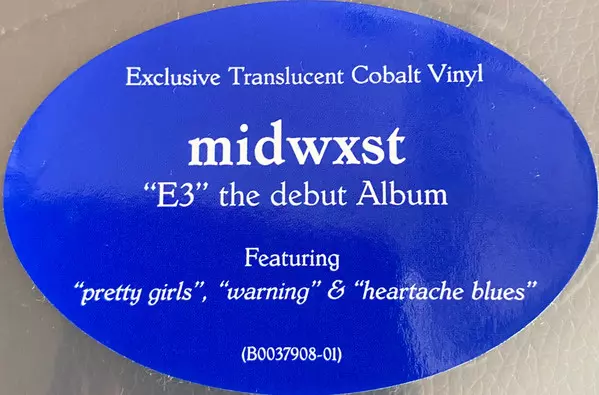 Exclusive Translucent Cobalt Vinyl
midwxst
“E3” the debut Album
Featuring
“pretty girls”, “warning” & “heartache blues”
(B0037908-01)